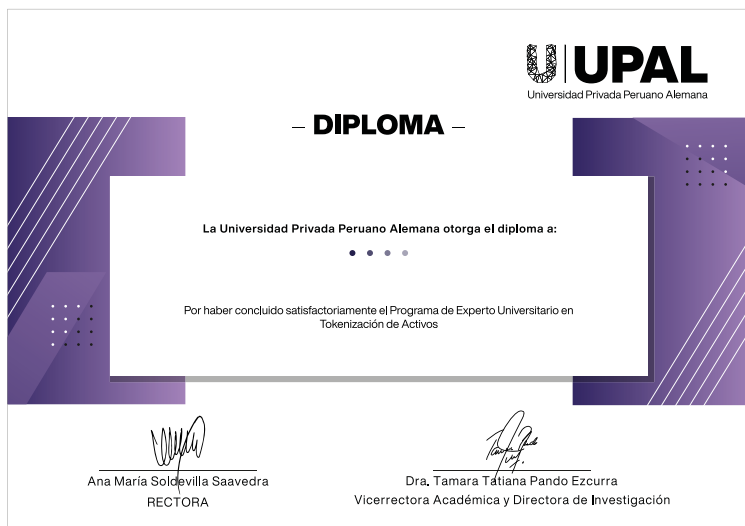 UPAL
Universidad Privada Peruano Alemana
– DIPLOMA –
La Universidad Privada Peruano Alemana otorga el diploma a:
Por haber concluido satisfactoriamente el Programa de Experto Universitario en
Tokenización de Activos
Ana María Soldevilla Saavedra
RECTORA
Dra. Tamara Tatiana Pando Ezcurra
Vicerrectora Académica y Directora de Investigación